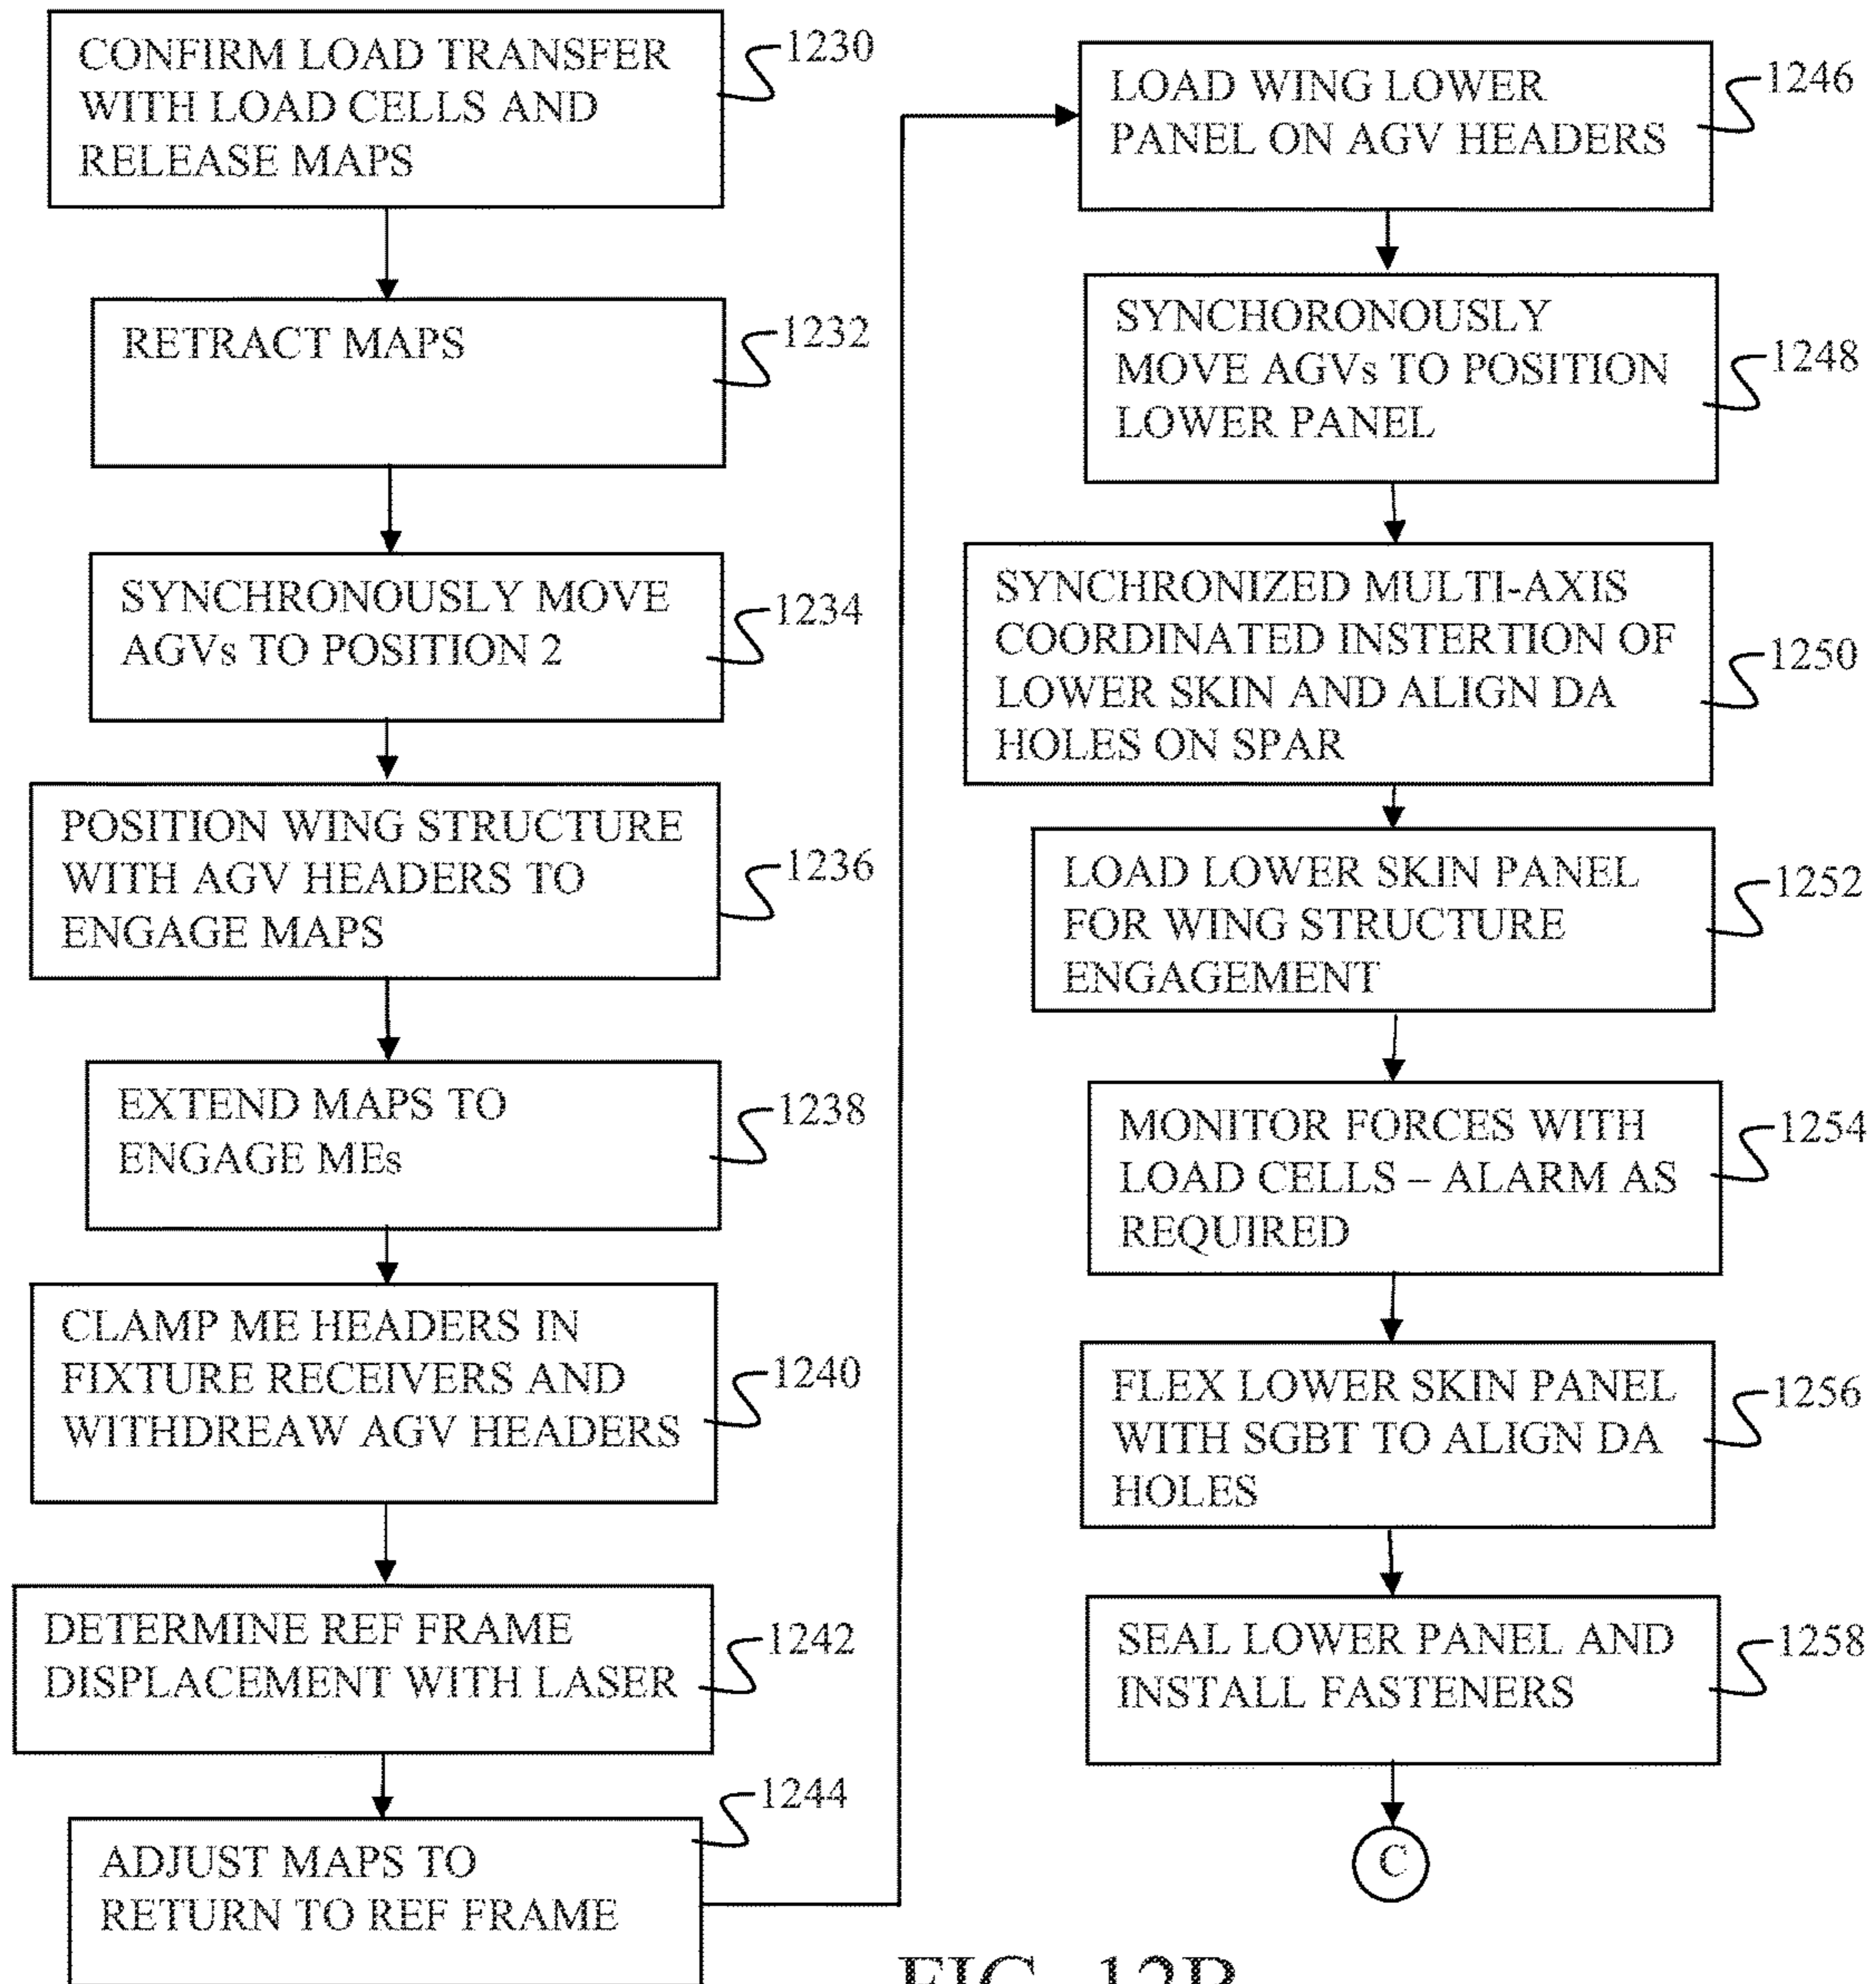 CONFIRM LOAD TRANSFER
WITH LOAD CELLS AND
RELEASE MAPS
1230
RETRACT MAPS
1232
SYNCHRONOUSLY MOVE
AGVs TO POSITION 2
1234
POSITION WING STRUCTURE
WITH AGV HEADERS TO
ENGAGE MAPS
1236
EXTEND MAPS TO
ENGAGE MEs
1238
CLAMP ME HEADERS IN
FIXTURE RECEIVERS AND
WITHDREAW AGV HEADERS
1240
DETERMINE REF FRAME
DISPLACEMENT WITH LASER
1242
ADJUST MAPS TO
RETURN TO REF FRAME
1244
LOAD WING LOWER
PANEL ON AGV HEADERS
1246
SYNCHORONOUSLY
MOVE AGVs TO POSITION
LOWER PANEL
1248
SYNCHRONIZED MULTI-AXIS
COORDINATED INSTERTION OF
LOWER SKIN AND ALIGN DA
HOLES ON SPAR
1250
LOAD LOWER SKIN PANEL
FOR WING STRUCTURE
ENGAGEMENT
1252
MONITOR FORCES WITH
LOAD CELLS – ALARM AS
REQUIRED
1254
FLEX LOWER SKIN PANEL
WITH SGBT TO ALIGN DA
HOLES
1256
SEAL LOWER PANEL AND
INSTALL FASTENERS
1258
C
FIG. 12B